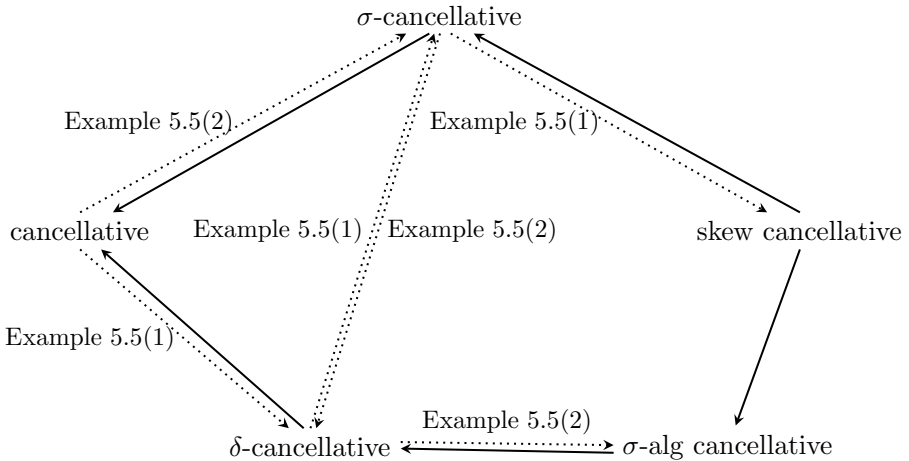 σ-cancellative
Example 5.5(2)
Example 5.5(1)
cancellative
Example 5.5(1)
Example 5.5(2)
skew cancellative
Example 5.5(1)
Example 5.5(2)
δ-cancellative
σ-alg cancellative